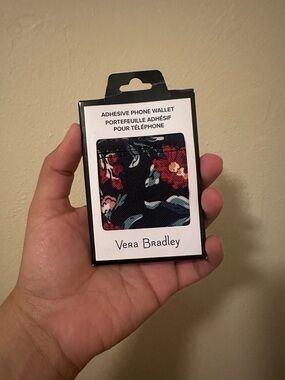 ADHESIVE PHONE WALLET
PORTEFEUILLE ADHÉSIF
POUR TÉLÉPHONE
Vera Bradley